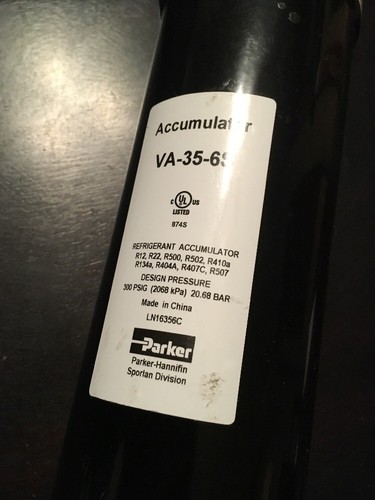 Accumulator
VA-35-6S
C UL US
LISTED
874S
REFRIGERANT ACCUMULATOR
R12, R22, R500, R502, R410a
R134a, R404A, R407C, R507
DESIGN PRESSURE
300 PSIG (2068 kPa) 20.68 BAR
Made in China
LN16356C
Parker
Parker-Hannifin
Sporlan Division